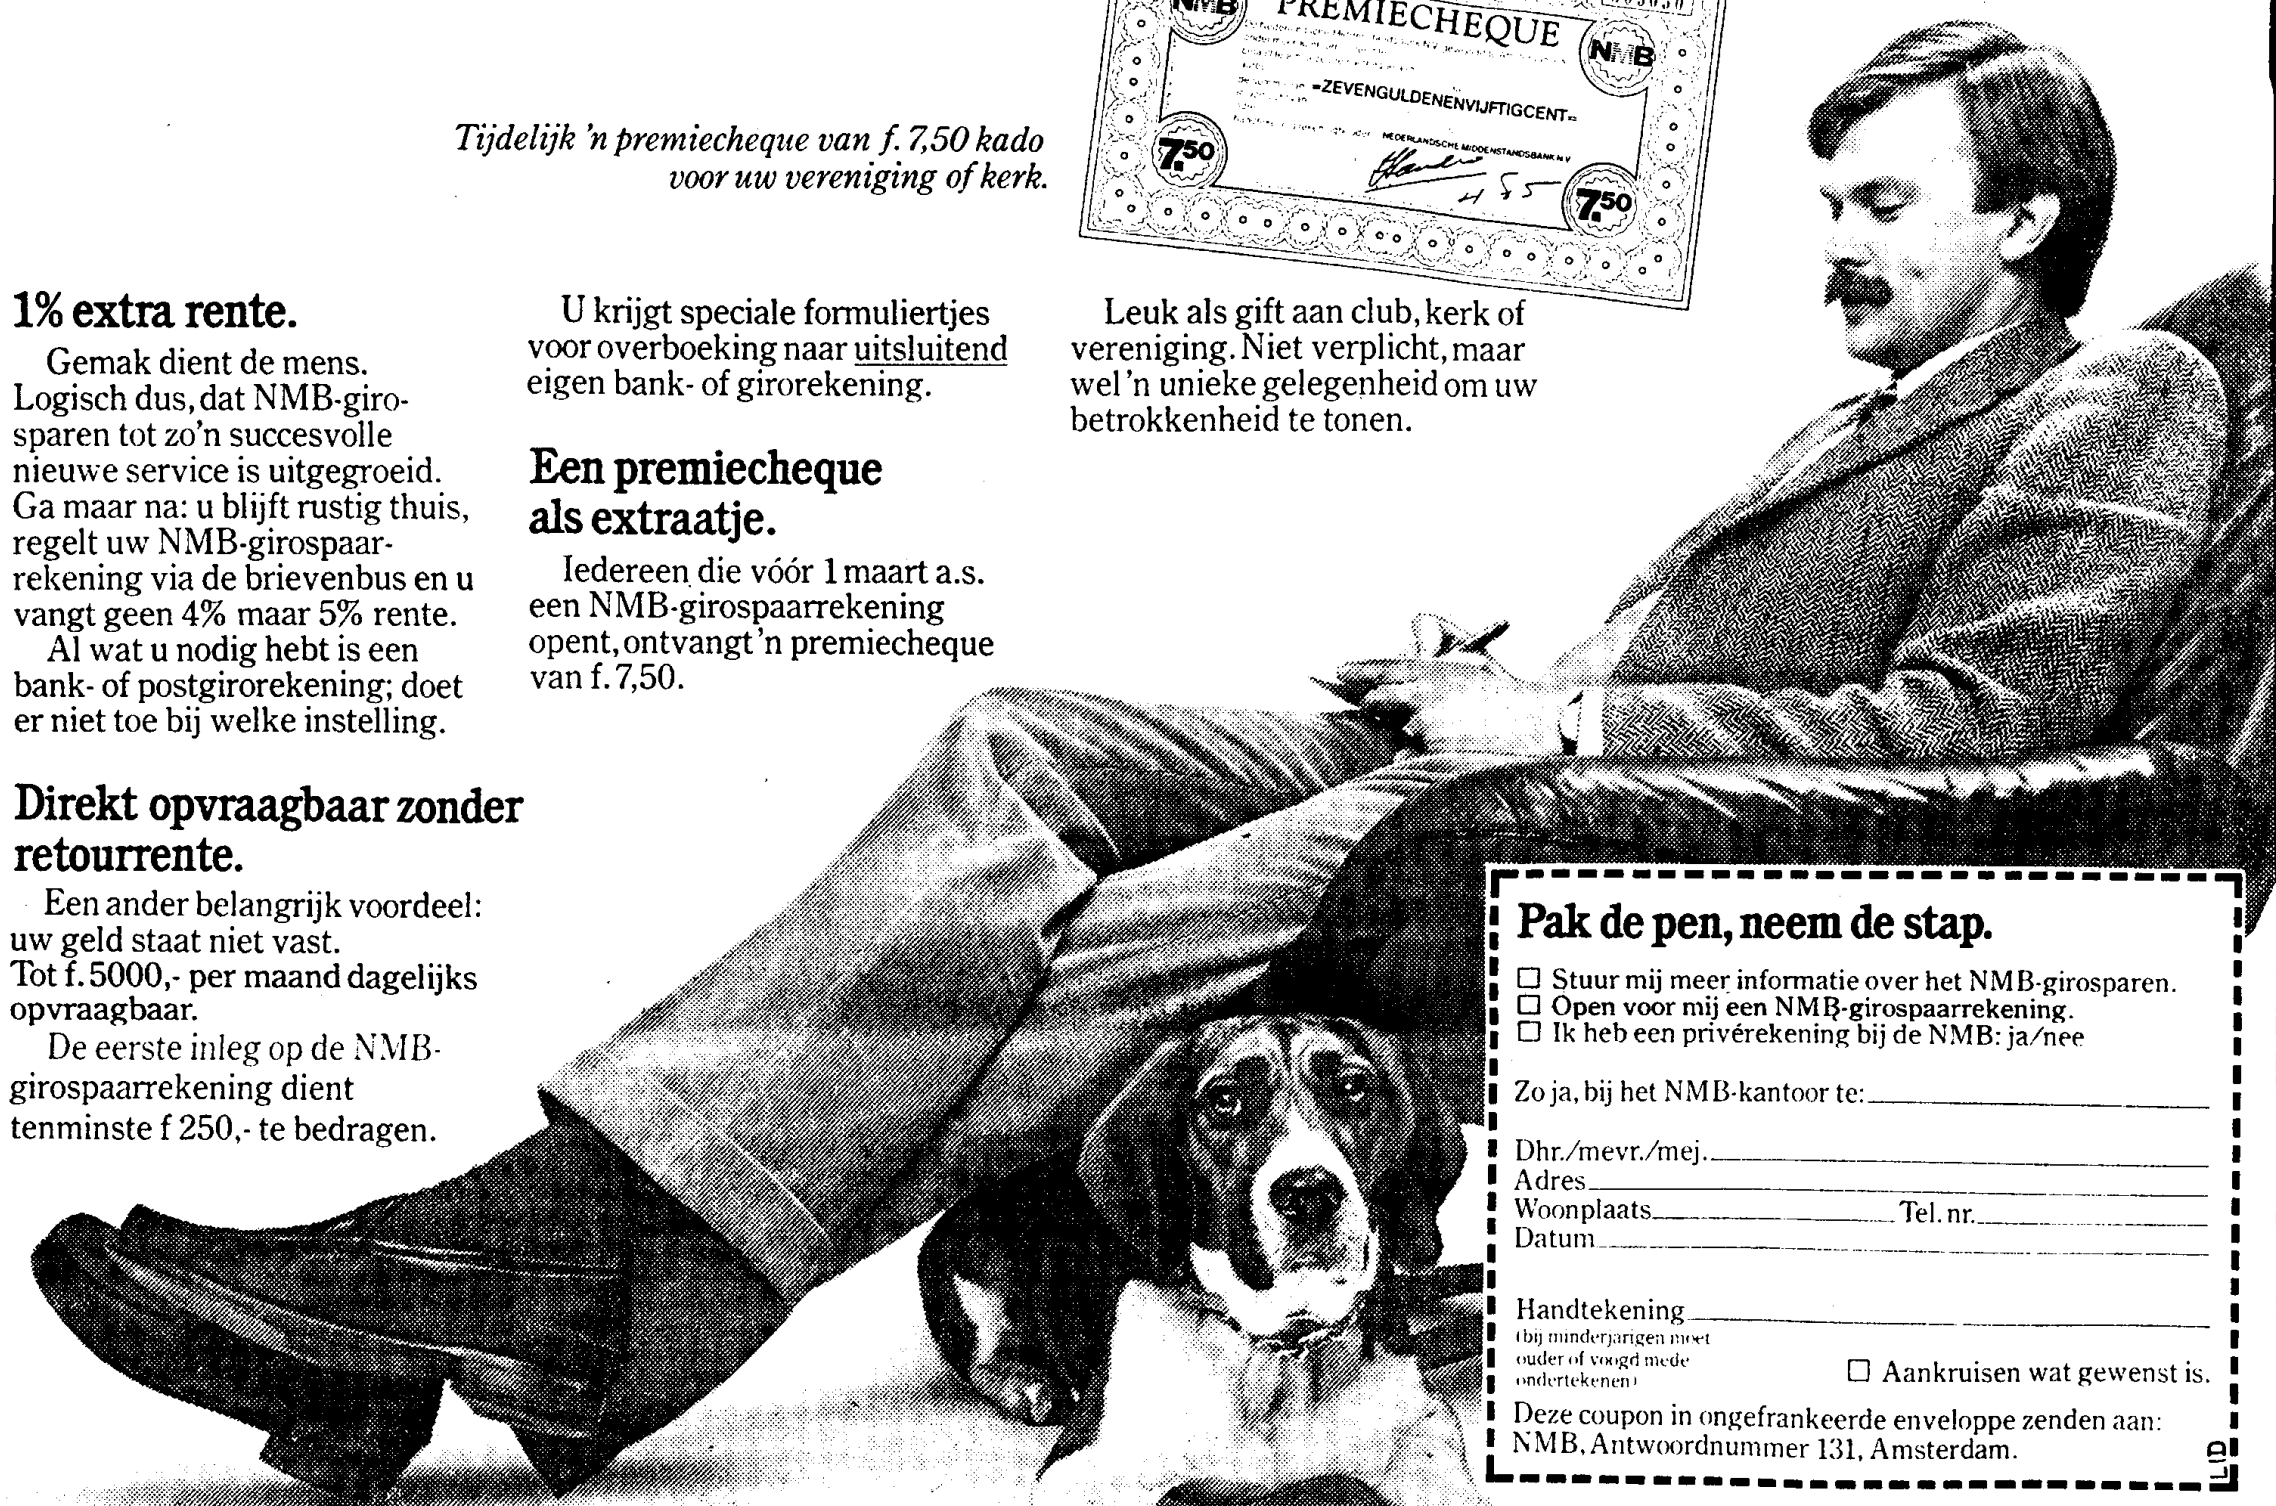 NMB
PREMIECHEQUE
NMB
=ZEVENGULDENENVIJFTIGCENT=
NEDERLANDSCHE MIDDENSTANDSBANK N.V.
7.50
7.50
Tijdelijk 'n premiecheque van f. 7,50 kado
voor uw vereniging of kerk.
1% extra rente.
Gemak dient de mens.
Logisch dus, dat NMB-giro-
sparen tot zo'n succesvolle
nieuwe service is uitgegroeid.
Ga maar na: u blijft rustig thuis,
regelt uw NMB-girospaar-
rekening via de brievenbus en u
vangt geen 4% maar 5% rente.
Al wat u nodig hebt is een
bank- of postgirorekening; doet
er niet toe bij welke instelling.
Direkt opvraagbaar zonder
retourrente.
Een ander belangrijk voordeel:
uw geld staat niet vast.
Tot f. 5000,- per maand dagelijks
opvraagbaar.
De eerste inleg op de NMB-
girospaarrekening dient
tenminste f 250,- te bedragen.
U krijgt speciale formuliertjes
voor overboeking naar uitsluitend
eigen bank- of girorekening.
Een premiecheque
als extraatje.
Iedereen die vóór 1 maart a.s.
een NMB-girospaarrekening
opent, ontvangt 'n premiecheque
van f. 7,50.
Leuk als gift aan club, kerk of
vereniging. Niet verplicht, maar
wel 'n unieke gelegenheid om uw
betrokkenheid te tonen.
Pak de pen, neem de stap.
☐ Stuur mij meer informatie over het NMB-girosparen.
☐ Open voor mij een NMB-girospaarrekening.
☐ Ik heb een privérekening bij de NMB: ja/nee
Zo ja, bij het NMB-kantoor te:
Dhr./mevr./mej.
Adres
Woonplaats Tel. nr.
Datum
Handtekening
(bij minderjarigen moet
ouder of voogd mede
ondertekenen)
☐ Aankruisen wat gewenst is.
Deze coupon in ongefrankeerde enveloppe zenden aan:
NMB, Antwoordnummer 131, Amsterdam.
LID